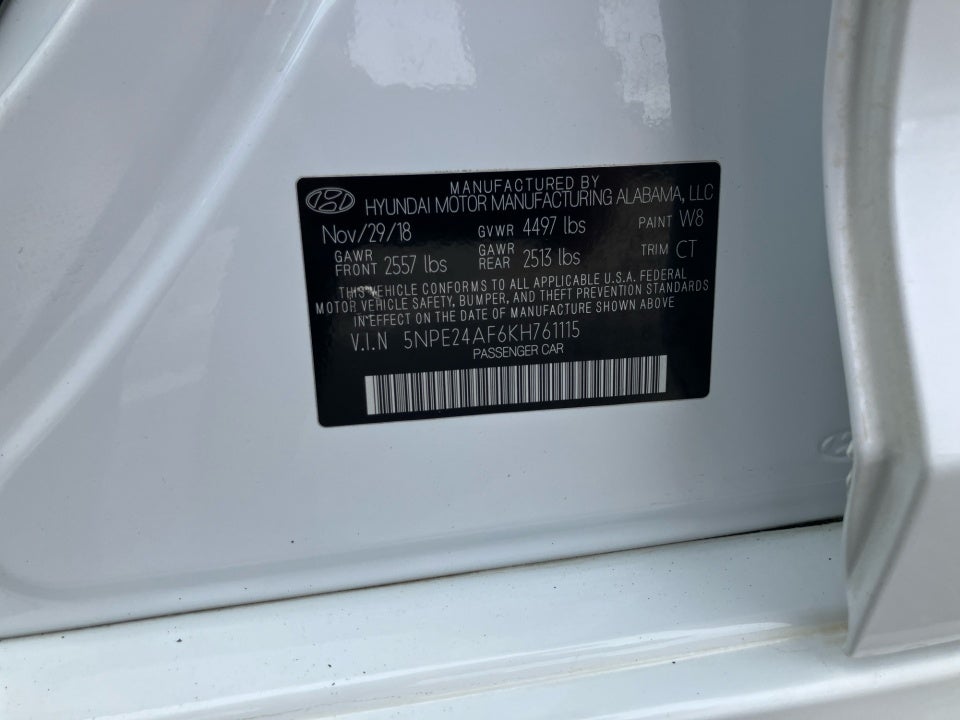 MANUFACTURED BY
HYUNDAI MOTOR MANUFACTURING ALABAMA, LLC
Nov/29/18 GVWR 4497 lbs PAINT W8
GAWR FRONT 2557 lbs GAWR REAR 2513 lbs TRIM CT
THIS VEHICLE CONFORMS TO ALL APPLICABLE U.S.A. FEDERAL
MOTOR VEHICLE SAFETY, BUMPER, AND THEFT PREVENTION STANDARDS
IN EFFECT ON THE DATE OF MANUFACTURE SHOWN ABOVE
V.I.N 5NPE24AF6KH761115
PASSENGER CAR